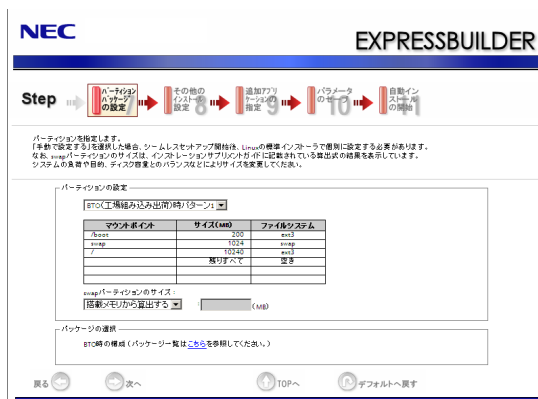 NEC
EXPRESSBUILDER
Step
パーティション/パッケージの設定
その他のインストール設定 8
追加アプリケーションの指定 9
パラメータのセーブ 10
自動インストールの開始
パーティションを指定します。
「手動で設定する」を選択した場合、シームレスセットアップ開始後、Linuxの標準インストーラで個別に設定する必要があります。
なお、swapパーティションのサイズは、インストレーションサプリメントガイドに記載されている算出式の結果を表示しています。
システムの負荷や目的、ディスク容量とのバランスなどによりサイズを変更してください。
パーティションの設定
BTO(工場組み込み出荷)時パターン1
マウントポイント サイズ(MB) ファイルシステム
/boot 200 ext3
swap 1024 swap
/ 10240 ext3
残りすべて 空き
swapパーティションのサイズ:
搭載メモリから算出する : (MB)
パッケージの選択
BTO時の構成(パッケージ一覧はこちらを参照してください。)
戻る 次へ TOPへ デフォルトへ戻す